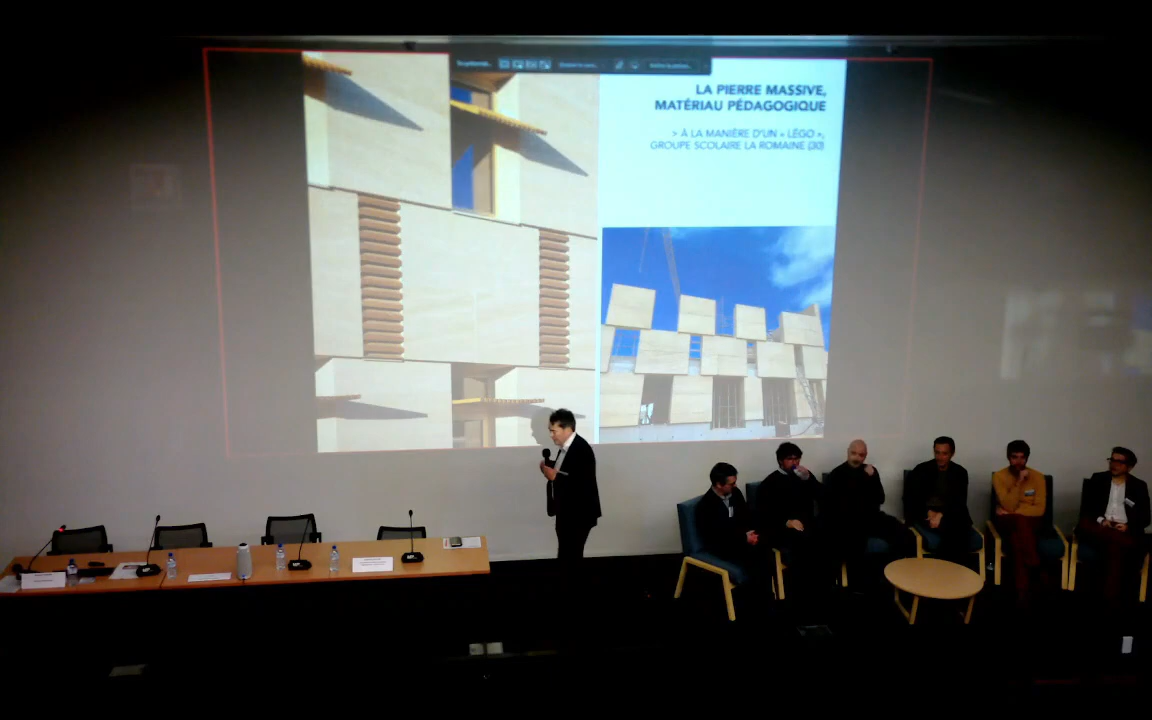 LA PIERRE MASSIVE,
MATÉRIAU PÉDAGOGIQUE
> À LA MANIÈRE D'UN « LÉGO »,
GROUPE SCOLAIRE LA ROMAINE (30)